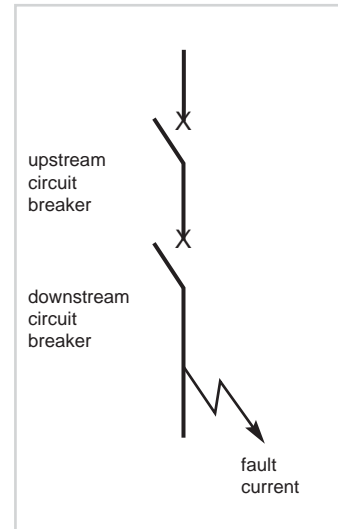 upstream
circuit
breaker
downstream
circuit
breaker
fault
current